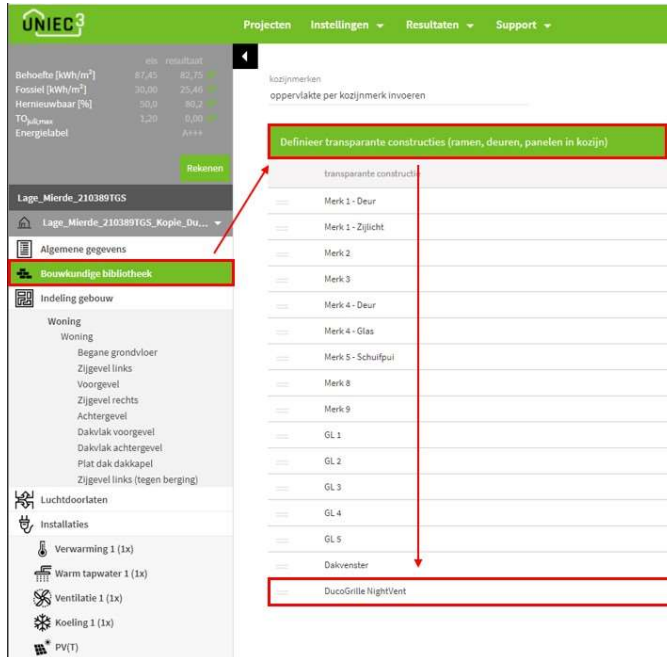 UNIEC3
Projecten Instellingen Resultaten Support
eis resultaat
Behoefte [kWh/m²] 87,45 82,75
Fossiel [kWh/m²] 30,00 25,46
Hernieuwbaar [%] 50,0 80,2
TOjuli;max 1,20 0,00
Energielabel A+++
Rekenen
Lage_Mierde_210389TGS
Lage_Mierde_210389TGS_Kopie_Du...
Algemene gegevens
Bouwkundige bibliotheek
Indeling gebouw
Woning
Woning
Begane grondvloer
Zijgevel links
Voorgevel
Zijgevel rechts
Achtergevel
Dakvlak voorgevel
Dakvlak achtergevel
Plat dak dakkapel
Zijgevel links (tegen berging)
Luchtdoorlaten
Installaties
Verwarming 1 (1x)
Warm tapwater 1 (1x)
Ventilatie 1 (1x)
Koeling 1 (1x)
PV(T)
kozijnmerken
oppervlakte per kozijnmerk invoeren
Definieer transparante constructies (ramen, deuren, panelen in kozijn)
transparante constructie
Merk 1 - Deur
Merk 1 - Zijlicht
Merk 2
Merk 3
Merk 4 - Deur
Merk 4 - Glas
Merk 5 - Schuifpui
Merk 8
Merk 9
GL 1
GL 2
GL 3
GL 4
GL 5
Dakvenster
DucoGrille NightVent